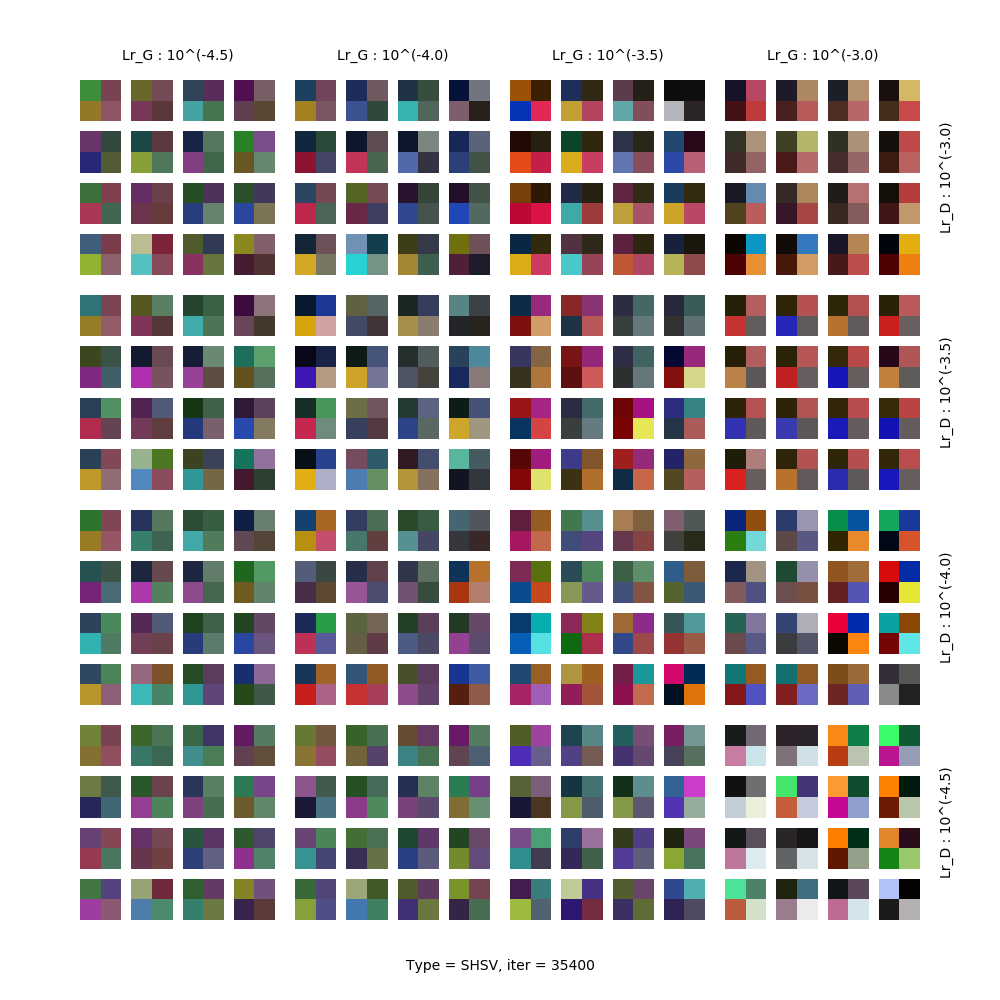 Lr_G : 10^(-4.5)
Lr_G : 10^(-4.0)
Lr_G : 10^(-3.5)
Lr_G : 10^(-3.0)
Lr_D : 10^(-3.0)
Lr_D : 10^(-3.5)
Lr_D : 10^(-4.0)
Lr_D : 10^(-4.5)
Type = SHSV, iter = 35400